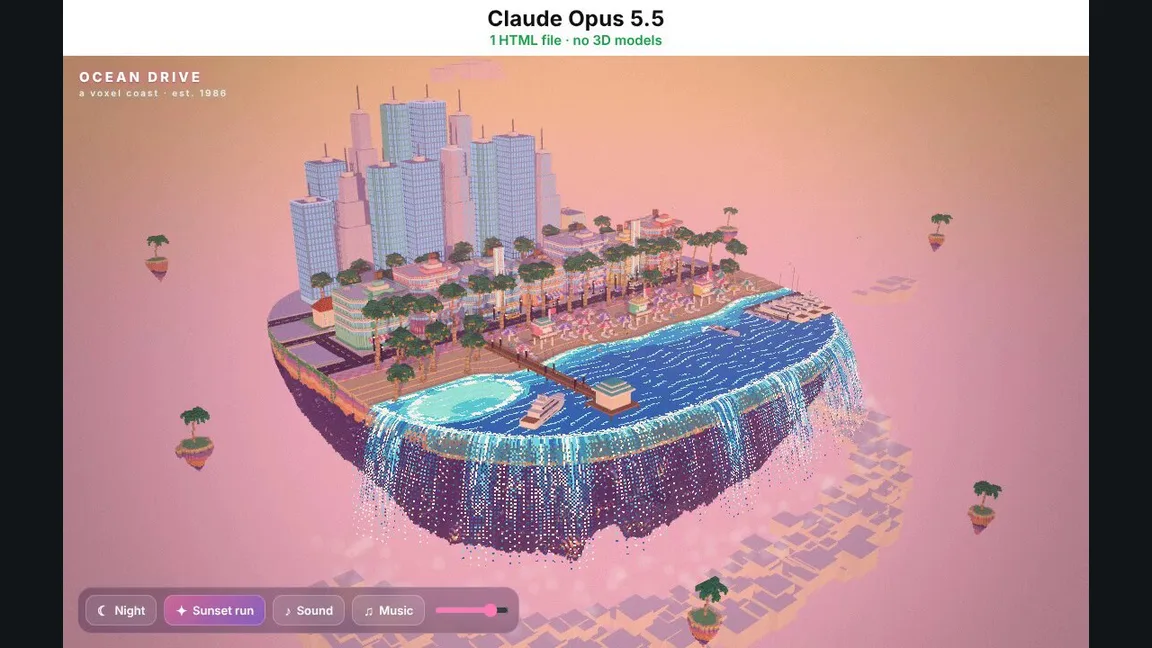 Claude Opus 5.5
1 HTML file · no 3D models
OCEAN DRIVE
a voxel coast · est. 1986
Night
Sunset run
Sound
Music